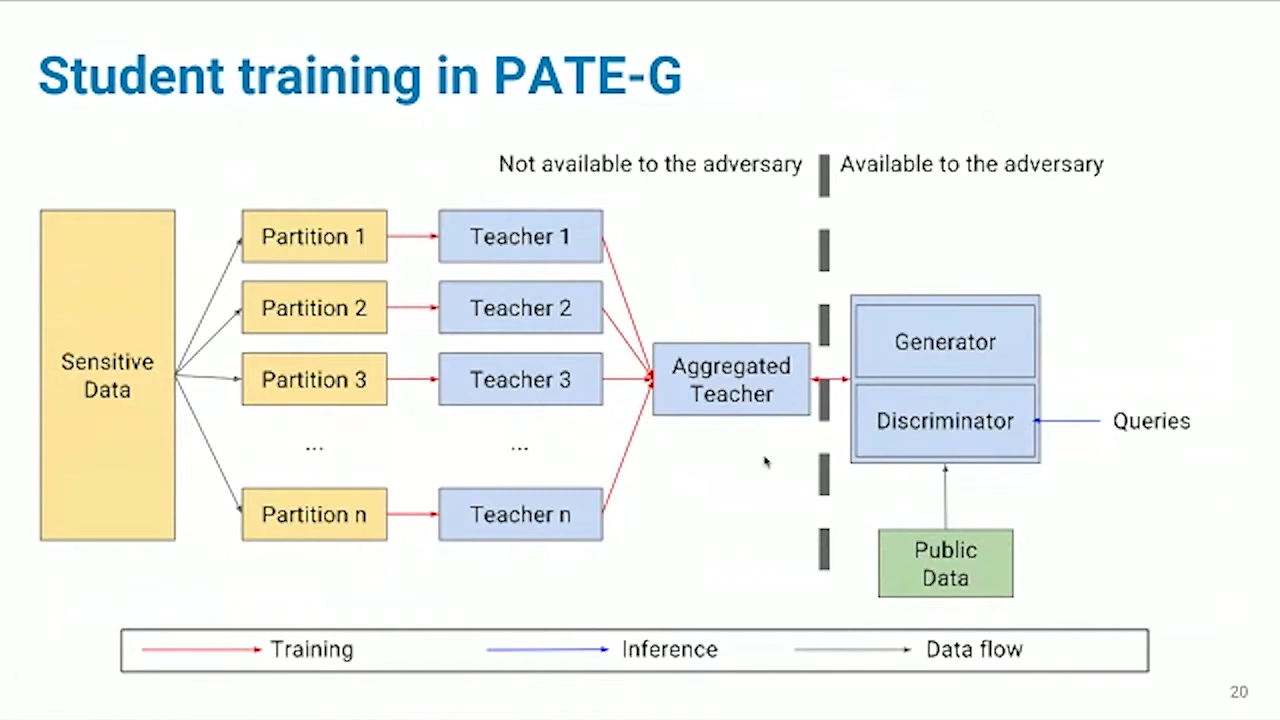 Student training in PATE-G
Not available to the adversary
Available to the adversary
Sensitive
Data
Partition 1
Teacher 1
Partition 2
Teacher 2
Partition 3
Teacher 3
...
...
Partition n
Teacher n
Aggregated
Teacher
Generator
Discriminator
Queries
Public
Data
Training
Inference
Data flow
20